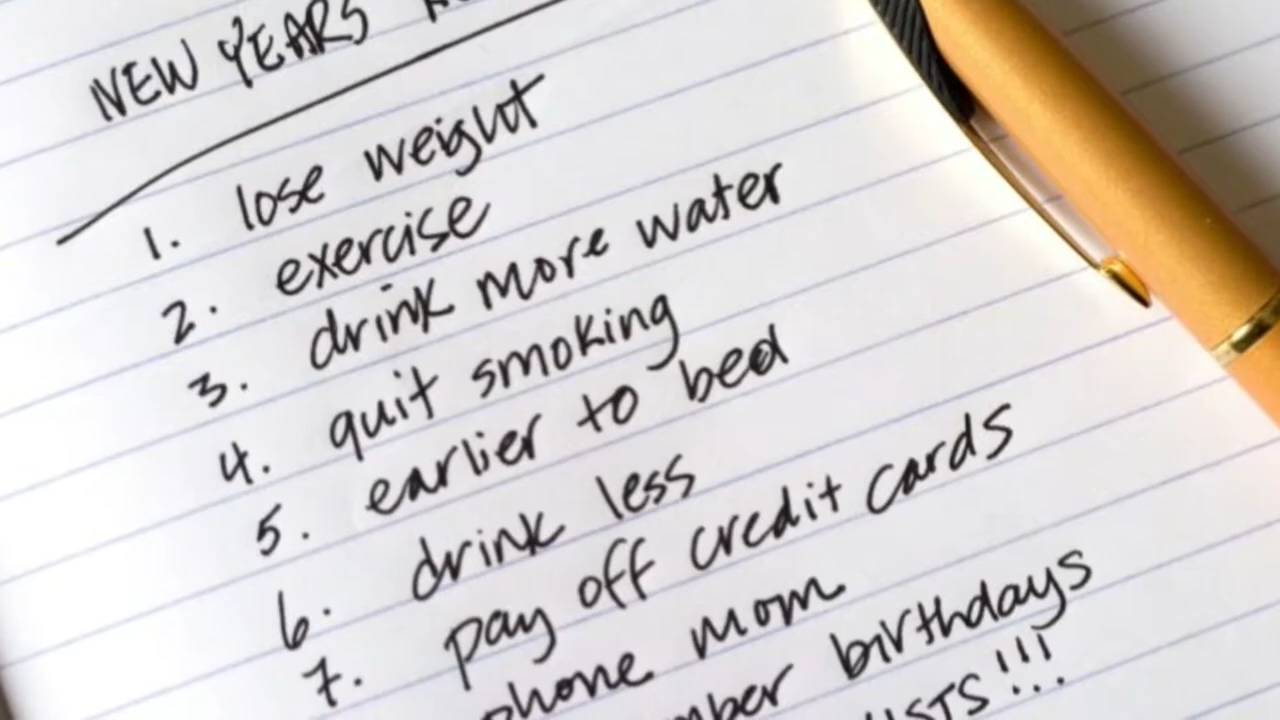 NEW YEARS
1. lose weight
2. exercise
3. drink more water
4. quit smoking
5. earlier to bed
6. drink less
7. pay off credit cards
phone mom
birthdays